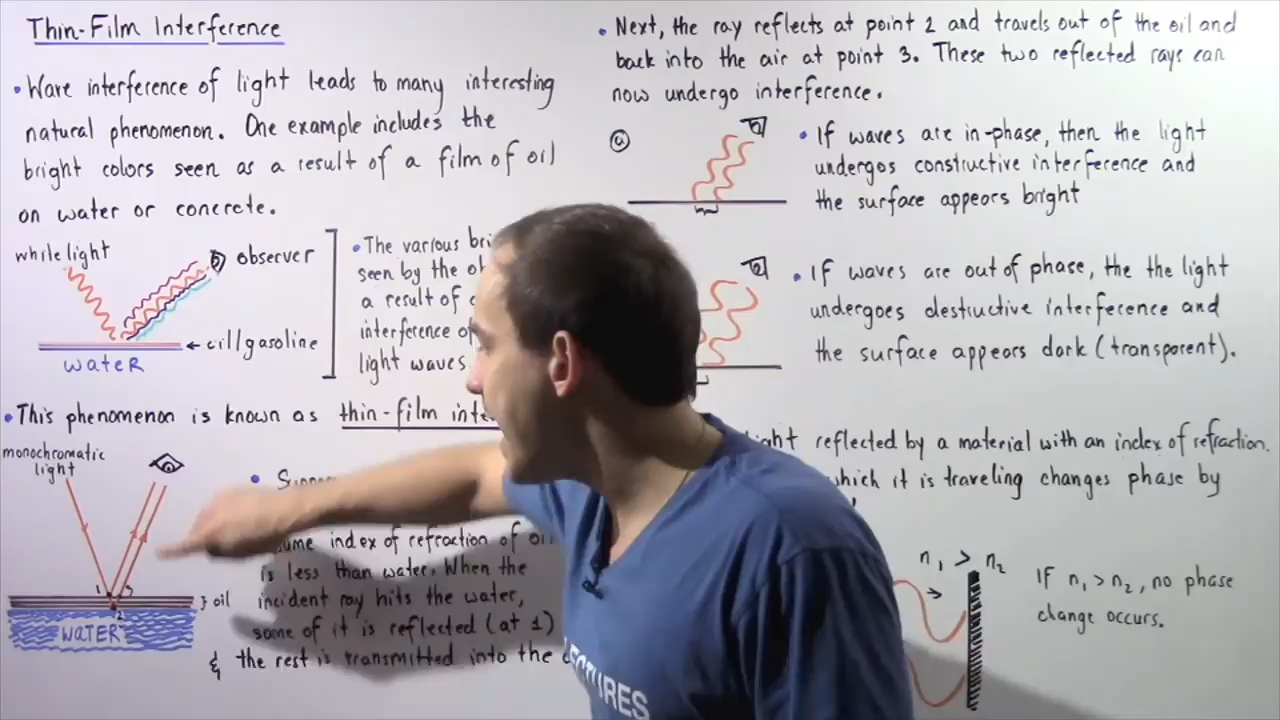 Thin-Film Interference
• Wave interference of light leads to many interesting
natural phenomenon. One example includes the
bright colors seen as a result of a film of oil
on water or concrete.
while light
observer
← oil/gasoline
WATER
• The various bri
seen by the ob
a result of
interference of
light waves
• This phenomenon is known as thin-film inte
monochromatic
light
1
3
2
} oil
WATER
•
index of refraction of oil
is less than water. When the
incident ray hits the water,
some of it is reflected (at 1)
& the rest is transmitted into the
• Next, the ray reflects at point 2 and travels out of the oil and
back into the air at point 3. These two reflected rays can
now undergo interference.
a
• If waves are in-phase, then the light
undergos constructive interference and
the surface appears bright
• If waves are out of phase, the the light
undergoes destructive interference and
the surface appears dark (transparent).
reflected by a material with an index of refraction
which it is traveling changes phase by
n₁ > n₂
If n₁ > n₂, no phase
change occurs.
LECTURES